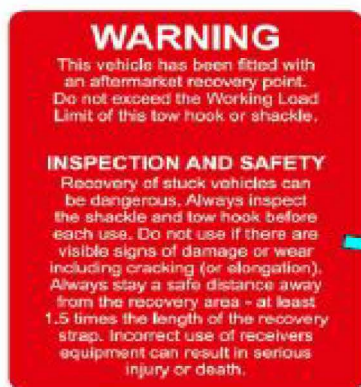 WARNING
This vehicle has been fitted with
an aftermarket recovery point.
Do not exceed the Working Load
Limit of this tow hook or shackle.
INSPECTION AND SAFETY
Recovery of stuck vehicles can
be dangerous. Always inspect
the shackle and tow hook before
each use. Do not use if there are
visible signs of damage or wear
including cracking (or elongation).
Always stay a safe distance away
from the recovery area - at least
1.5 times the length of the recovery
strap. Incorrect use of receivers
equipment can result in serious
injury or death.